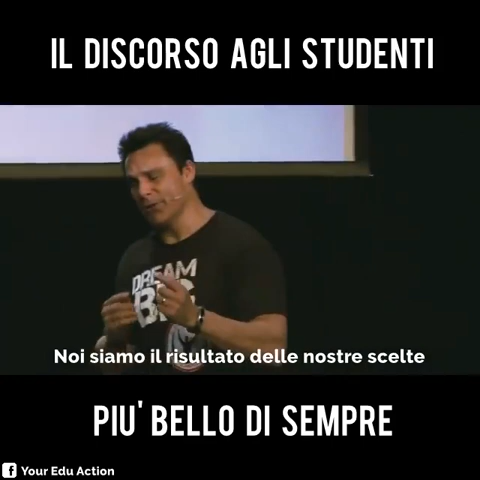 IL DISCORSO AGLI STUDENTI
DREAM
BIG
Noi siamo il risultato delle nostre scelte
PIU' BELLO DI SEMPRE
f Your Edu Action